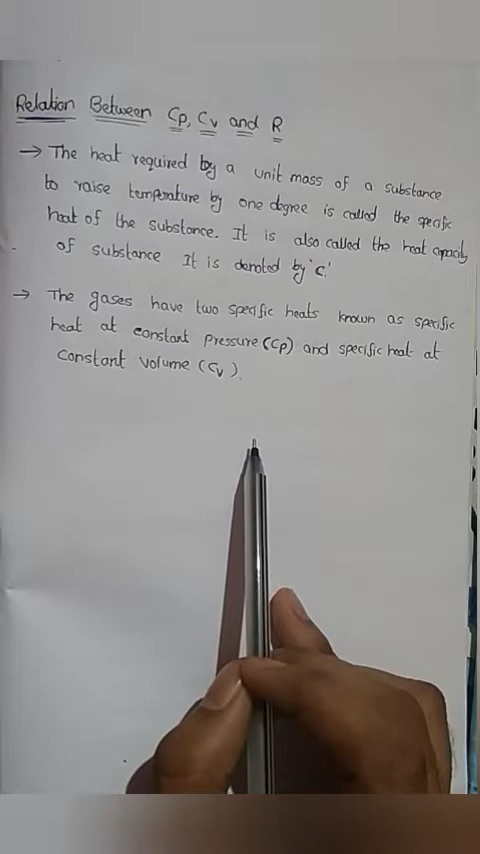 Relation Between Cp, Cv and R
→ The heat required by a unit mass of a substance
to raise temperature by one degree is called the specific
heat of the substance. It is also called the heat capacity
of substance It is denoted by 'c'.
→ The gases have two specific heats known as specific
heat at constant pressure (Cp) and specific heat at
constant volume (Cv).